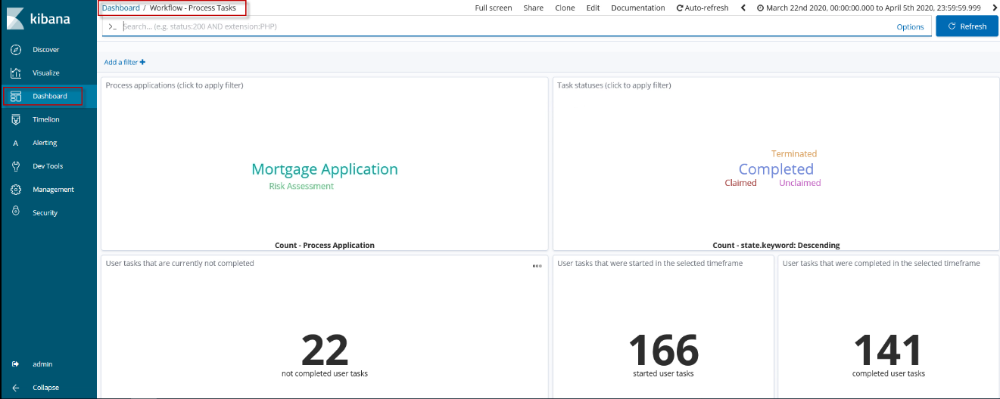 kibana
Discover
Visualize
Dashboard
Timelion
A Alerting
Dev Tools
Management
Security
admin
Collapse
Dashboard / Workflow - Process Tasks
Full screen Share Clone Edit Documentation Auto-refresh March 22nd 2020, 00:00:00.000 to April 5th 2020, 23:59:59.999
>_ Search... (e.g. status:200 AND extension:PHP) Options Refresh
Add a filter +
Process applications (click to apply filter)
Mortgage Application
Risk Assessment
Count - Process Application
Task statuses (click to apply filter)
Terminated
Completed
Claimed Unclaimed
Count - state.keyword: Descending
User tasks that are currently not completed
22
not completed user tasks
User tasks that were started in the selected timeframe
166
started user tasks
User tasks that were completed in the selected timeframe
141
completed user tasks